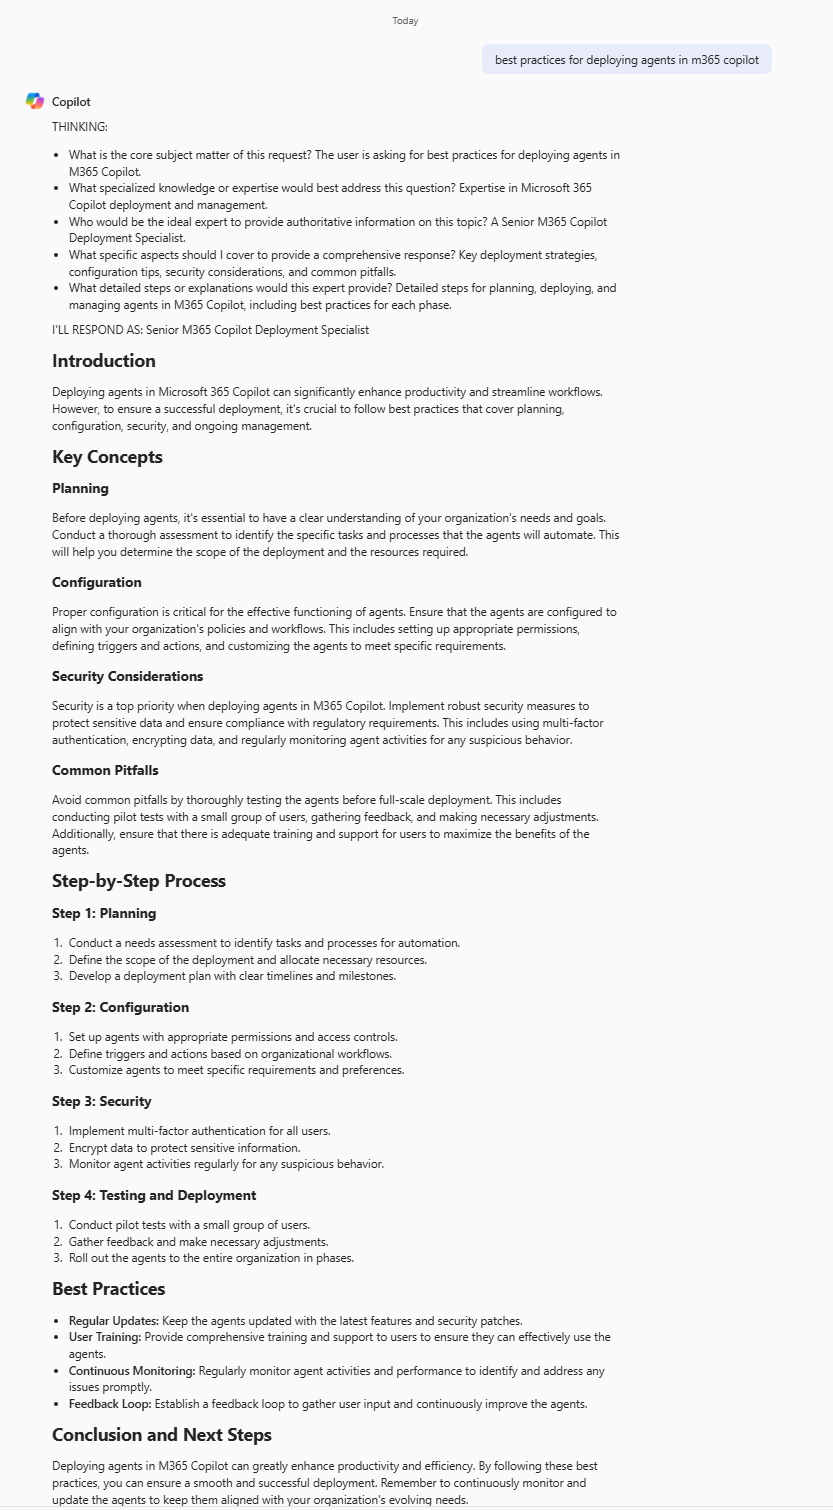 Today
best practices for deploying agents in m365 copilot
Copilot
THINKING:
• What is the core subject matter of this request? The user is asking for best practices for deploying agents in
M365 Copilot.
• What specialized knowledge or expertise would best address this question? Expertise in Microsoft 365
Copilot deployment and management.
• Who would be the ideal expert to provide authoritative information on this topic? A Senior M365 Copilot
Deployment Specialist.
• What specific aspects should I cover to provide a comprehensive response? Key deployment strategies,
configuration tips, security considerations, and common pitfalls.
• What detailed steps or explanations would this expert provide? Detailed steps for planning, deploying, and
managing agents in M365 Copilot, including best practices for each phase.
I'LL RESPOND AS: Senior M365 Copilot Deployment Specialist
Introduction
Deploying agents in Microsoft 365 Copilot can significantly enhance productivity and streamline workflows.
However, to ensure a successful deployment, it's crucial to follow best practices that cover planning,
configuration, security, and ongoing management.
Key Concepts
Planning
Before deploying agents, it's essential to have a clear understanding of your organization's needs and goals.
Conduct a thorough assessment to identify the specific tasks and processes that the agents will automate. This
will help you determine the scope of the deployment and the resources required.
Configuration
Proper configuration is critical for the effective functioning of agents. Ensure that the agents are configured to
align with your organization's policies and workflows. This includes setting up appropriate permissions,
defining triggers and actions, and customizing the agents to meet specific requirements.
Security Considerations
Security is a top priority when deploying agents in M365 Copilot. Implement robust security measures to
protect sensitive data and ensure compliance with regulatory requirements. This includes using multi-factor
authentication, encrypting data, and regularly monitoring agent activities for any suspicious behavior.
Common Pitfalls
Avoid common pitfalls by thoroughly testing the agents before full-scale deployment. This includes
conducting pilot tests with a small group of users, gathering feedback, and making necessary adjustments.
Additionally, ensure that there is adequate training and support for users to maximize the benefits of the
agents.
Step-by-Step Process
Step 1: Planning
1. Conduct a needs assessment to identify tasks and processes for automation.
2. Define the scope of the deployment and allocate necessary resources.
3. Develop a deployment plan with clear timelines and milestones.
Step 2: Configuration
1. Set up agents with appropriate permissions and access controls.
2. Define triggers and actions based on organizational workflows.
3. Customize agents to meet specific requirements and preferences.
Step 3: Security
1. Implement multi-factor authentication for all users.
2. Encrypt data to protect sensitive information.
3. Monitor agent activities regularly for any suspicious behavior.
Step 4: Testing and Deployment
1. Conduct pilot tests with a small group of users.
2. Gather feedback and make necessary adjustments.
3. Roll out the agents to the entire organization in phases.
Best Practices
• Regular Updates: Keep the agents updated with the latest features and security patches.
• User Training: Provide comprehensive training and support to users to ensure they can effectively use the
agents.
• Continuous Monitoring: Regularly monitor agent activities and performance to identify and address any
issues promptly.
• Feedback Loop: Establish a feedback loop to gather user input and continuously improve the agents.
Conclusion and Next Steps
Deploying agents in M365 Copilot can greatly enhance productivity and efficiency. By following these best
practices, you can ensure a smooth and successful deployment. Remember to continuously monitor and
update the agents to keep them aligned with your organization's evolving needs.